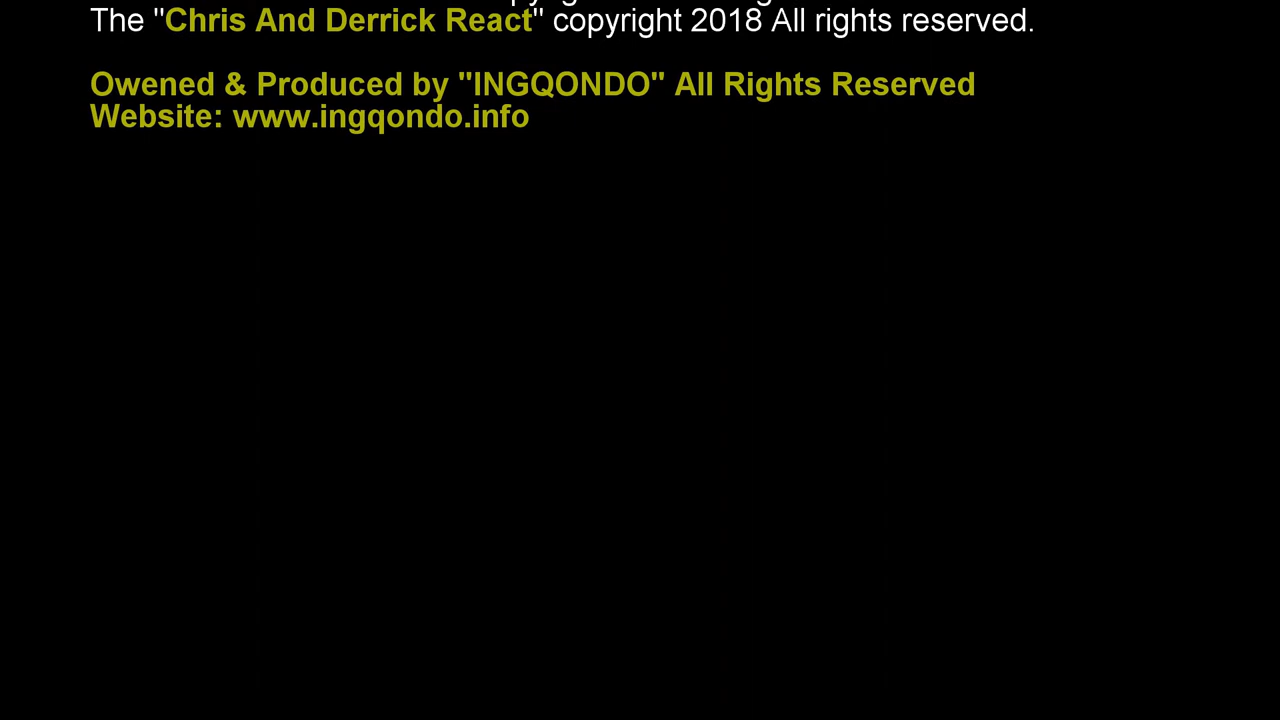 The "Chris And Derrick React" copyright 2018 All rights reserved.
Owened & Produced by "INGQONDO" All Rights Reserved
Website: www.ingqondo.info